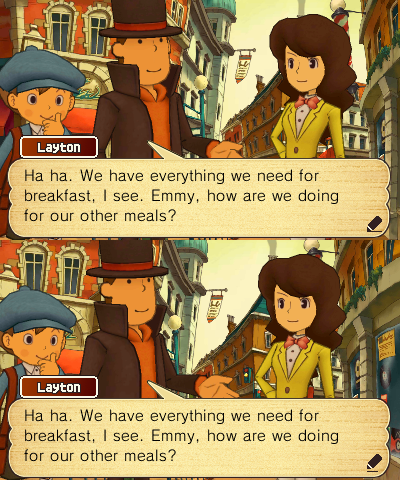 Layton
Ha ha. We have everything we need for
breakfast, I see. Emmy, how are we doing
for our other meals?
Layton
Ha ha. We have everything we need for
breakfast, I see. Emmy, how are we doing
for our other meals?